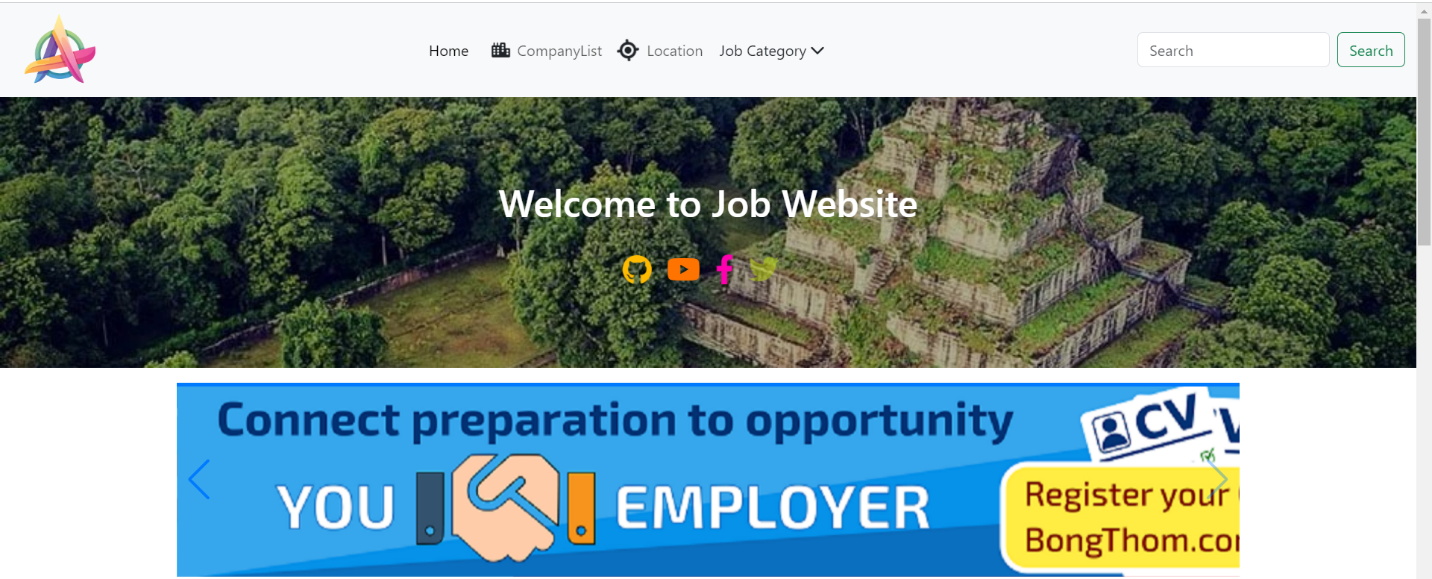 Home CompanyList Location Job Category Search Search
Welcome to Job Website
Connect preparation to opportunity
CV
YOU EMPLOYER
Register your
BongThom.co